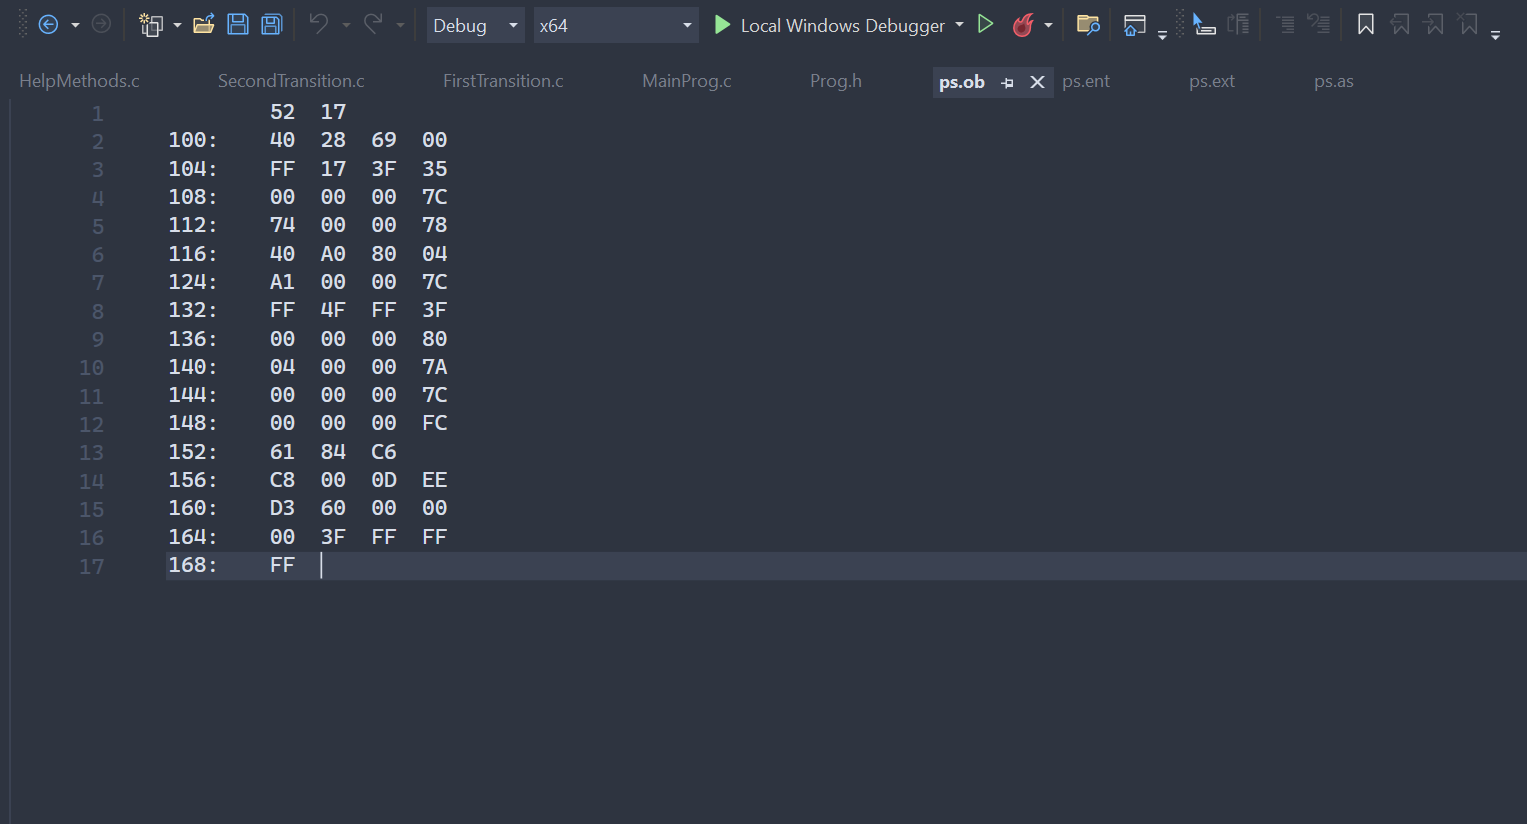 Debug x64 Local Windows Debugger
HelpMethods.c SecondTransition.c FirstTransition.c MainProg.c Prog.h ps.ob ps.ent ps.ext ps.as
1 52 17
2 100: 40 28 69 00
3 104: FF 17 3F 35
4 108: 00 00 00 7C
5 112: 74 00 00 78
6 116: 40 A0 80 04
7 124: A1 00 00 7C
8 132: FF 4F FF 3F
9 136: 00 00 00 80
10 140: 04 00 00 7A
11 144: 00 00 00 7C
12 148: 00 00 00 FC
13 152: 61 84 C6
14 156: C8 00 0D EE
15 160: D3 60 00 00
16 164: 00 3F FF FF
17 168: FF